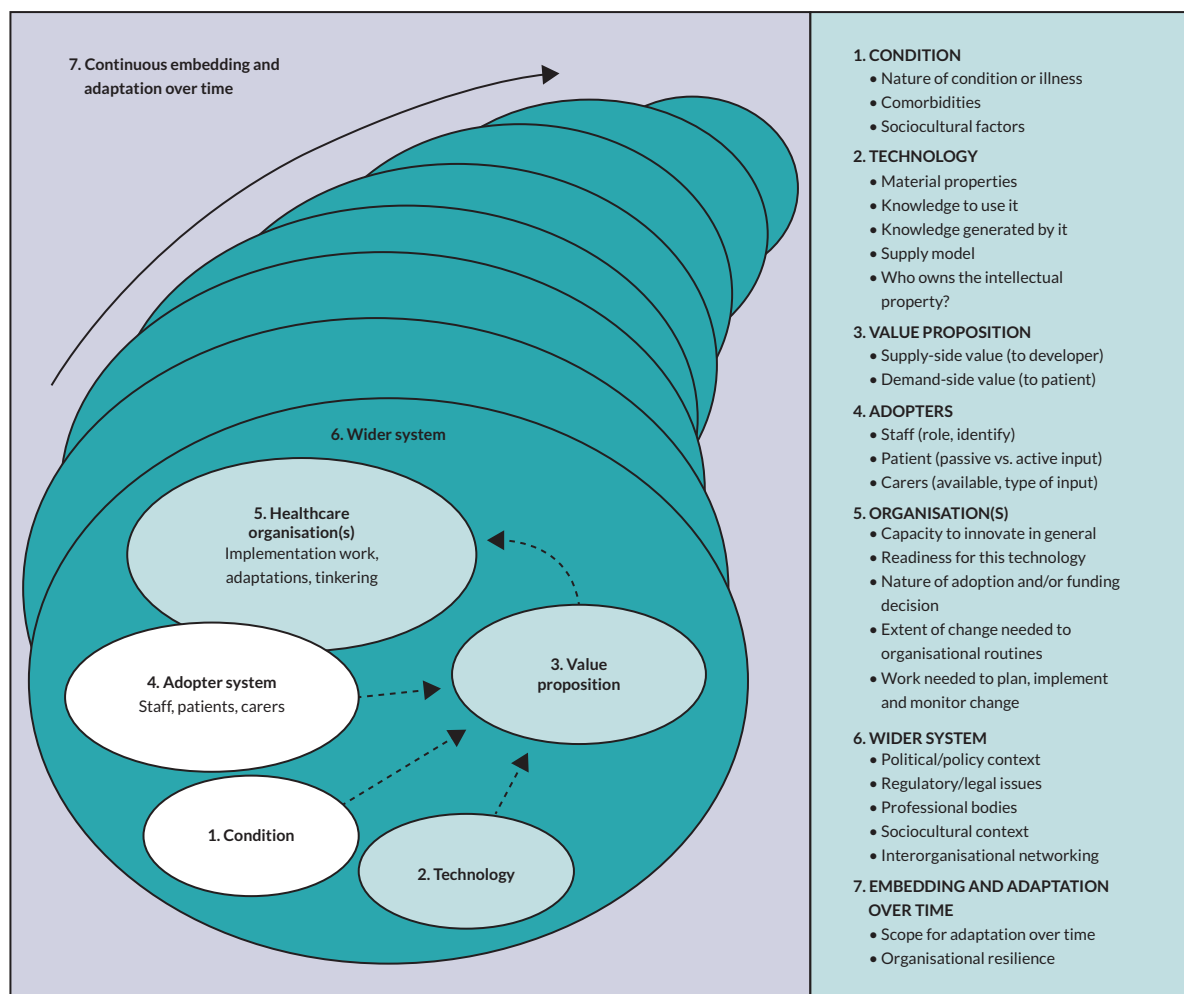 7. Continuous embedding and
adaptation over time
6. Wider system
5. Healthcare
organisation(s)
Implementation work,
adaptations, tinkering
4. Adopter system
Staff, patients, carers
3. Value
proposition
1. Condition
2. Technology
1. CONDITION
• Nature of condition or illness
• Comorbidities
• Sociocultural factors
2. TECHNOLOGY
• Material properties
• Knowledge to use it
• Knowledge generated by it
• Supply model
• Who owns the intellectual
property?
3. VALUE PROPOSITION
• Supply-side value (to developer)
• Demand-side value (to patient)
4. ADOPTERS
• Staff (role, identify)
• Patient (passive vs. active input)
• Carers (available, type of input)
5. ORGANISATION(S)
• Capacity to innovate in general
• Readiness for this technology
• Nature of adoption and/or funding
decision
• Extent of change needed to
organisational routines
• Work needed to plan, implement
and monitor change
6. WIDER SYSTEM
• Political/policy context
• Regulatory/legal issues
• Professional bodies
• Sociocultural context
• Interorganisational networking
7. EMBEDDING AND ADAPTATION
OVER TIME
• Scope for adaptation over time
• Organisational resilience